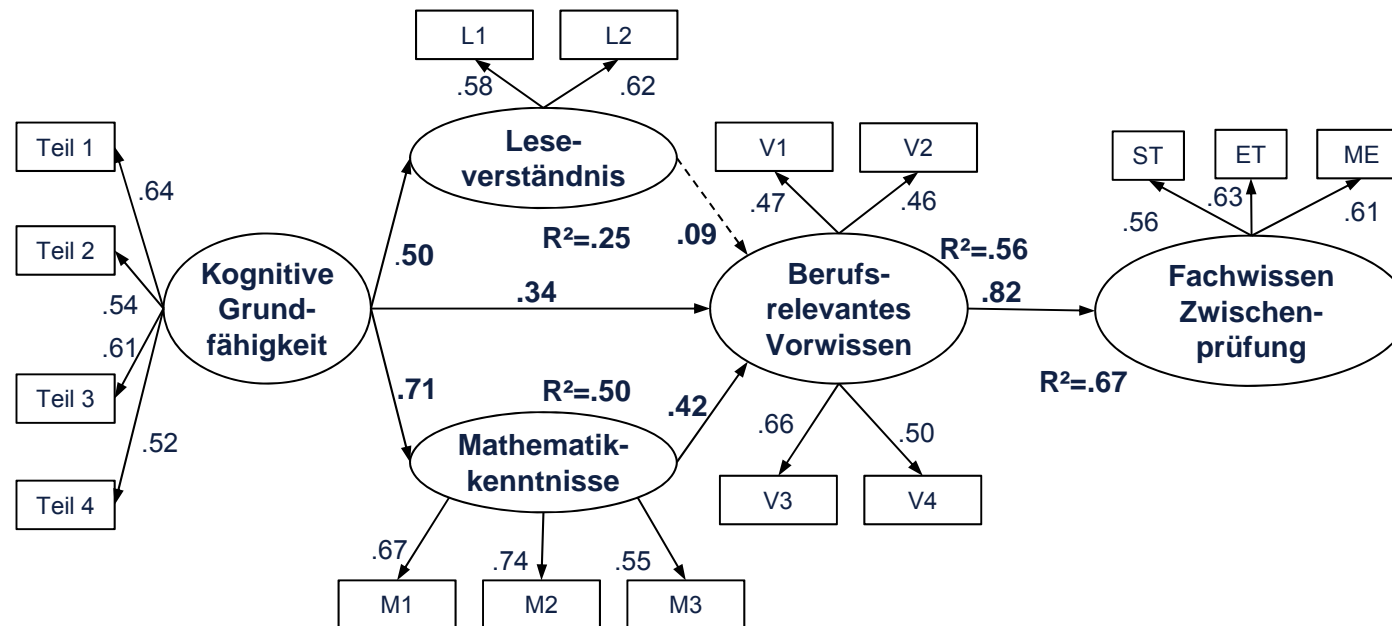 L1
L2
.58
.62
Teil 1
Lese-
verständnis
V1
V2
ST
ET
ME
.64
.47
.46
.56
.63
.61
Teil 2
.50
R²=.25
.09
R²=.56
Kognitive
Grund-
fähigkeit
.34
Berufs-
relevantes
Vorwissen
.82
Fachwissen
Zwischen-
prüfung
.54
.61
Teil 3
.71
R²=.50
.42
R²=.67
.52
Mathematik-
kenntnisse
.66
.50
Teil 4
V3
V4
.67
.74
.55
M1
M2
M3